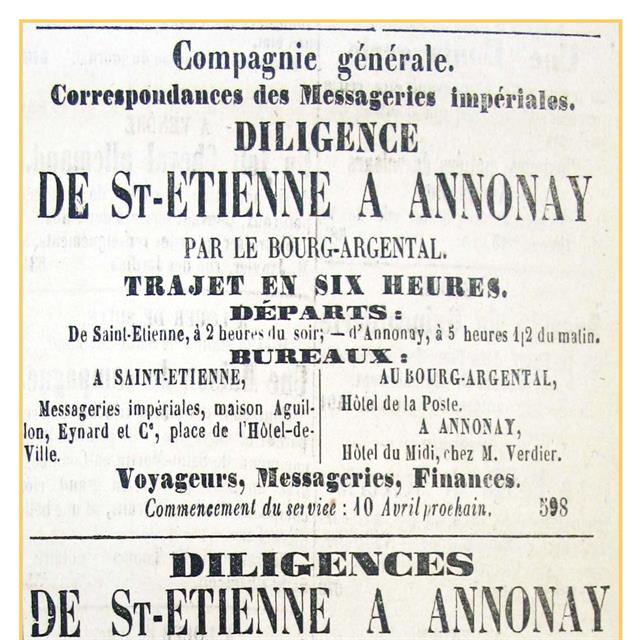 Compagnie générale.
Correspondances des Messageries impériales.
DILIGENCE
DE St-ETIENNE A ANNONAY
PAR LE BOURG-ARGENTAL.
TRAJET EN SIX HEURES.
DÉPARTS :
De Saint-Etienne, à 2 heures du soir; — d'Annonay, à 5 heures 1|2 du matin.
BUREAUX :
A SAINT-ETIENNE,
Messageries impériales, maison Aguil-
lon, Eynard et Cᵉ, place de l'Hôtel-de-
Ville.
AU BOURG-ARGENTAL,
Hôtel de la Poste.
A ANNONAY,
Hôtel du Midi, chez M. Verdier.
Voyageurs, Messageries, Finances.
Commencement du service : 10 Avril prochain. 598
DILIGENCES
DE St-ETIENNE A ANNONAY